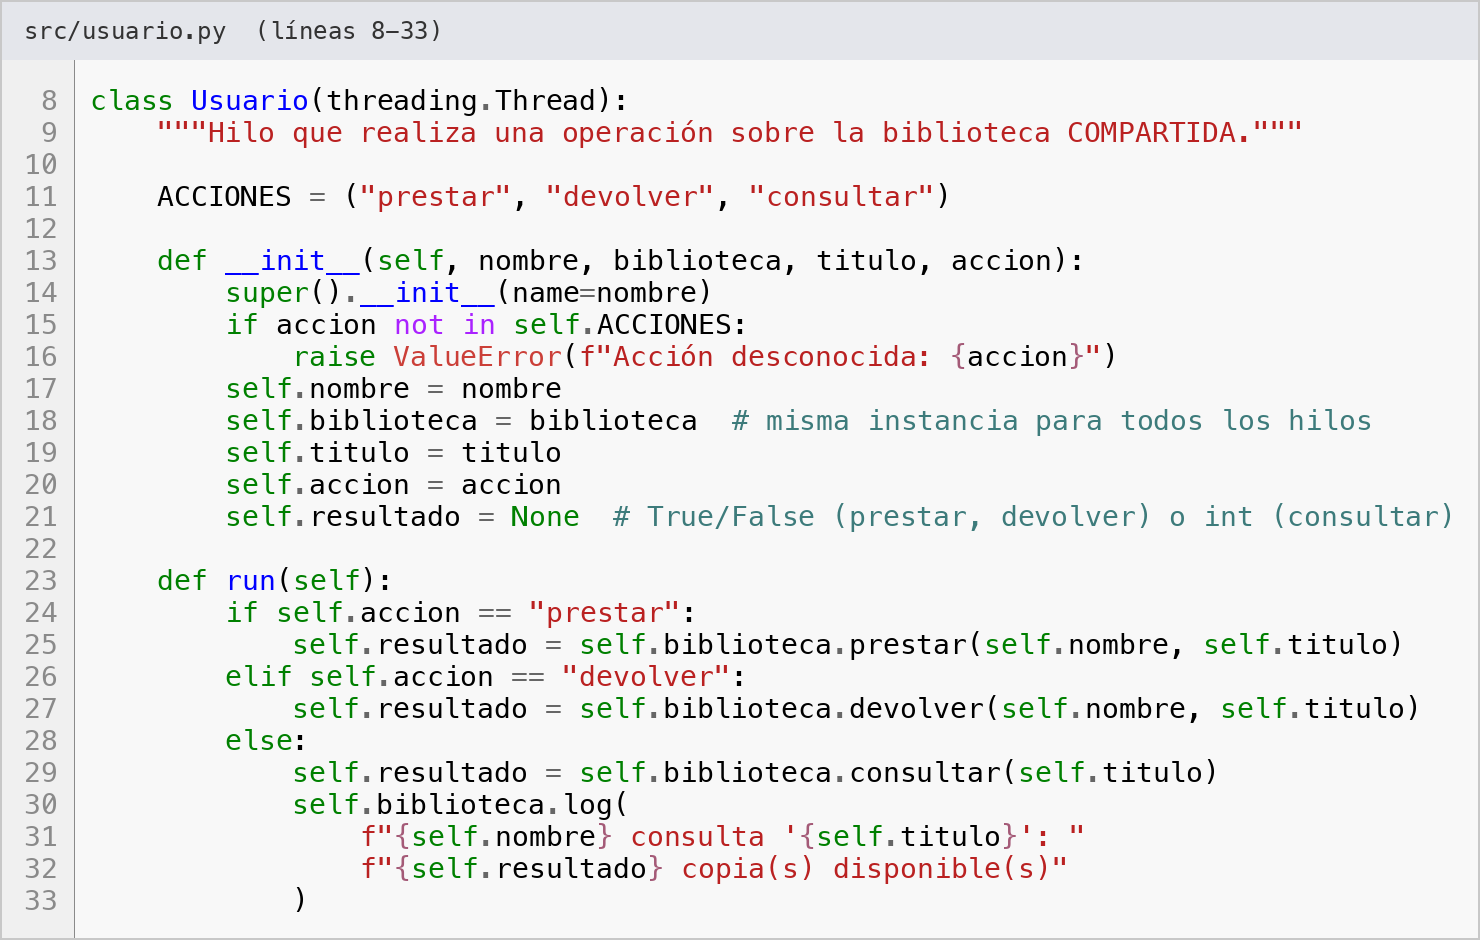 src/usuario.py  (líneas 8–33)
8 class Usuario(threading.Thread):
9     """Hilo que realiza una operación sobre la biblioteca COMPARTIDA."""
10
11     ACCIONES = ("prestar", "devolver", "consultar")
12
13     def __init__(self, nombre, biblioteca, titulo, accion):
14         super().__init__(name=nombre)
15         if accion not in self.ACCIONES:
16             raise ValueError(f"Acción desconocida: {accion}")
17         self.nombre = nombre
18         self.biblioteca = biblioteca  # misma instancia para todos los hilos
19         self.titulo = titulo
20         self.accion = accion
21         self.resultado = None  # True/False (prestar, devolver) o int (consultar)
22
23     def run(self):
24         if self.accion == "prestar":
25             self.resultado = self.biblioteca.prestar(self.nombre, self.titulo)
26         elif self.accion == "devolver":
27             self.resultado = self.biblioteca.devolver(self.nombre, self.titulo)
28         else:
29             self.resultado = self.biblioteca.consultar(self.titulo)
30             self.biblioteca.log(
31                 f"{self.nombre} consulta '{self.titulo}': "
32                 f"{self.resultado} copia(s) disponible(s)"
33             )